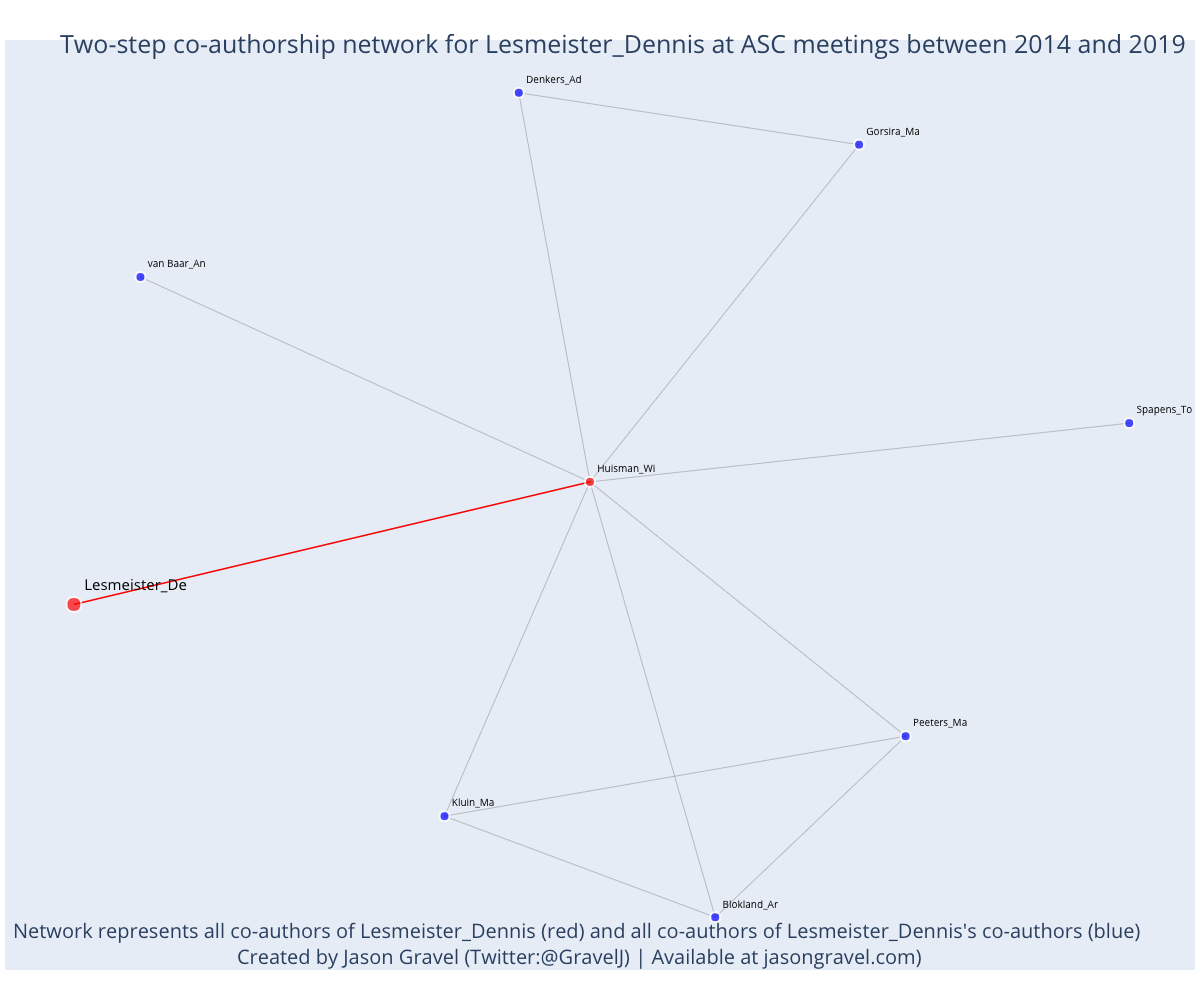 Two-step co-authorship network for Lesmeister_Dennis at ASC meetings between 2014 and 2019
Denkers_Ad
Gorsira_Ma
van Baar_An
Spapens_To
Huisman_Wi
Lesmeister_De
Peeters_Ma
Kluin_Ma
Blokland_Ar
Network represents all co-authors of Lesmeister_Dennis (red) and all co-authors of Lesmeister_Dennis's co-authors (blue)
Created by Jason Gravel (Twitter:@GravelJ) | Available at jasongravel.com)